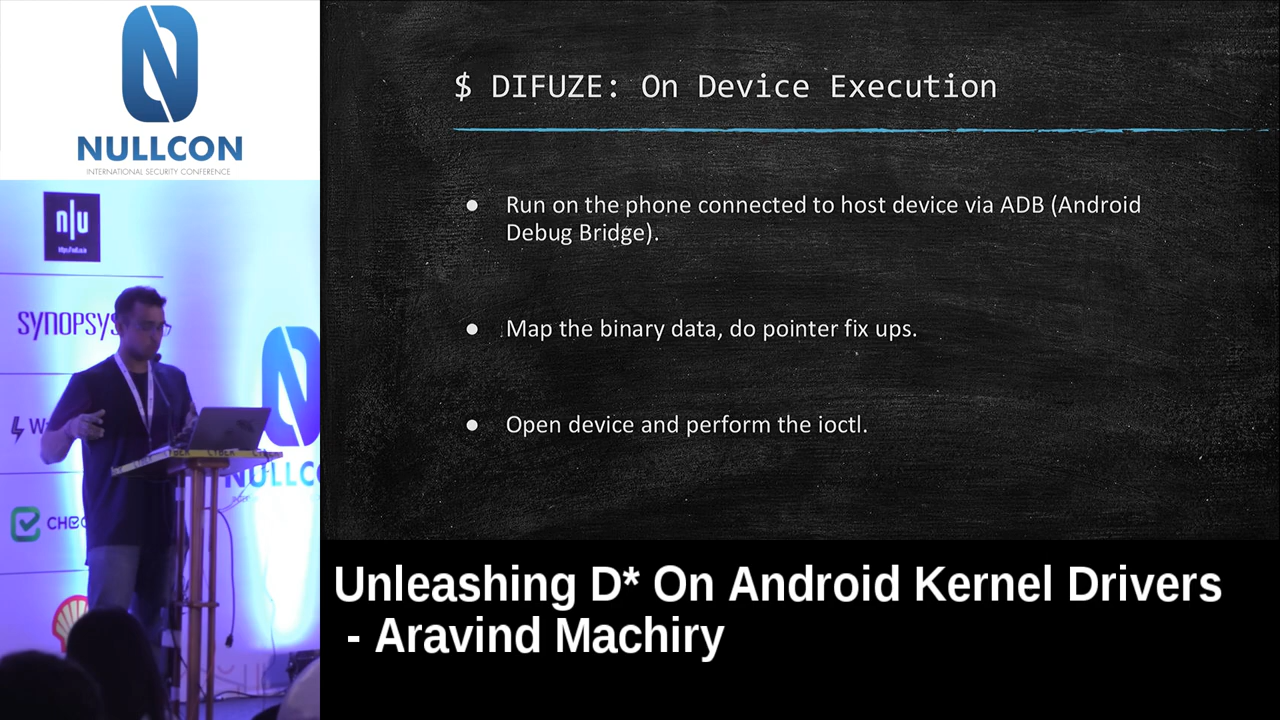 NULLCON
INTERNATIONAL SECURITY CONFERENCE
n|u
SYNOPSYS
W
CHEC
NULLC
$ DIFUZE: On Device Execution
● Run on the phone connected to host device via ADB (Android
Debug Bridge).
● Map the binary data, do pointer fix ups.
● Open device and perform the ioctl.
Unleashing D* On Android Kernel Drivers
- Aravind Machiry